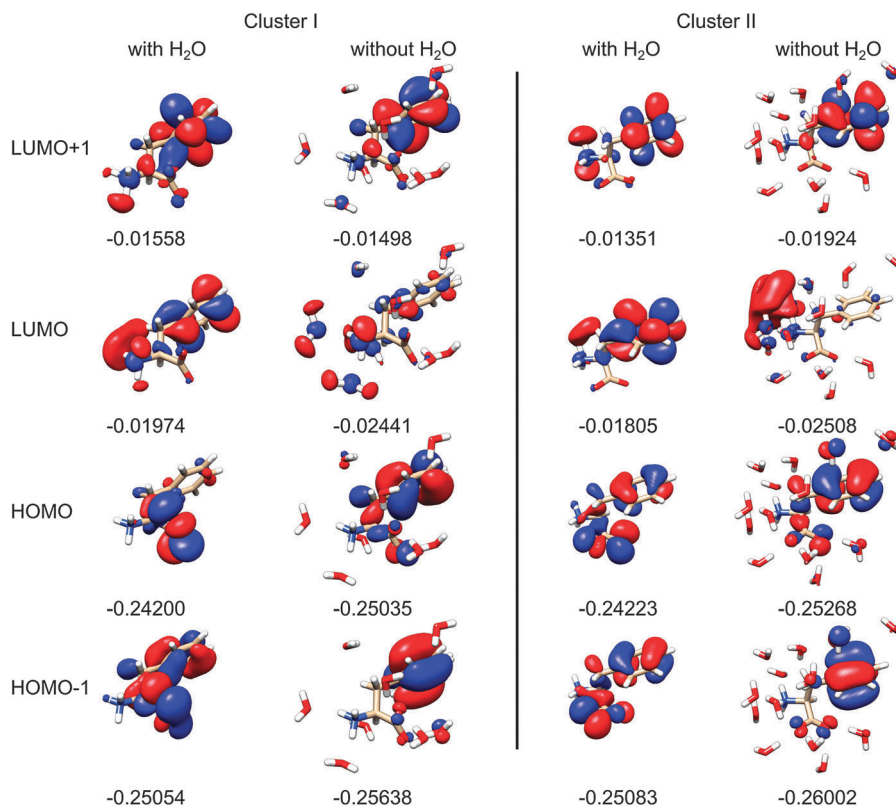 Cluster I Cluster II
with H₂O without H₂O with H₂O without H₂O
LUMO+1
-0.01558 -0.01498 -0.01351 -0.01924
LUMO
-0.01974 -0.02441 -0.01805 -0.02508
HOMO
-0.24200 -0.25035 -0.24223 -0.25268
HOMO-1
-0.25054 -0.25638 -0.25083 -0.26002